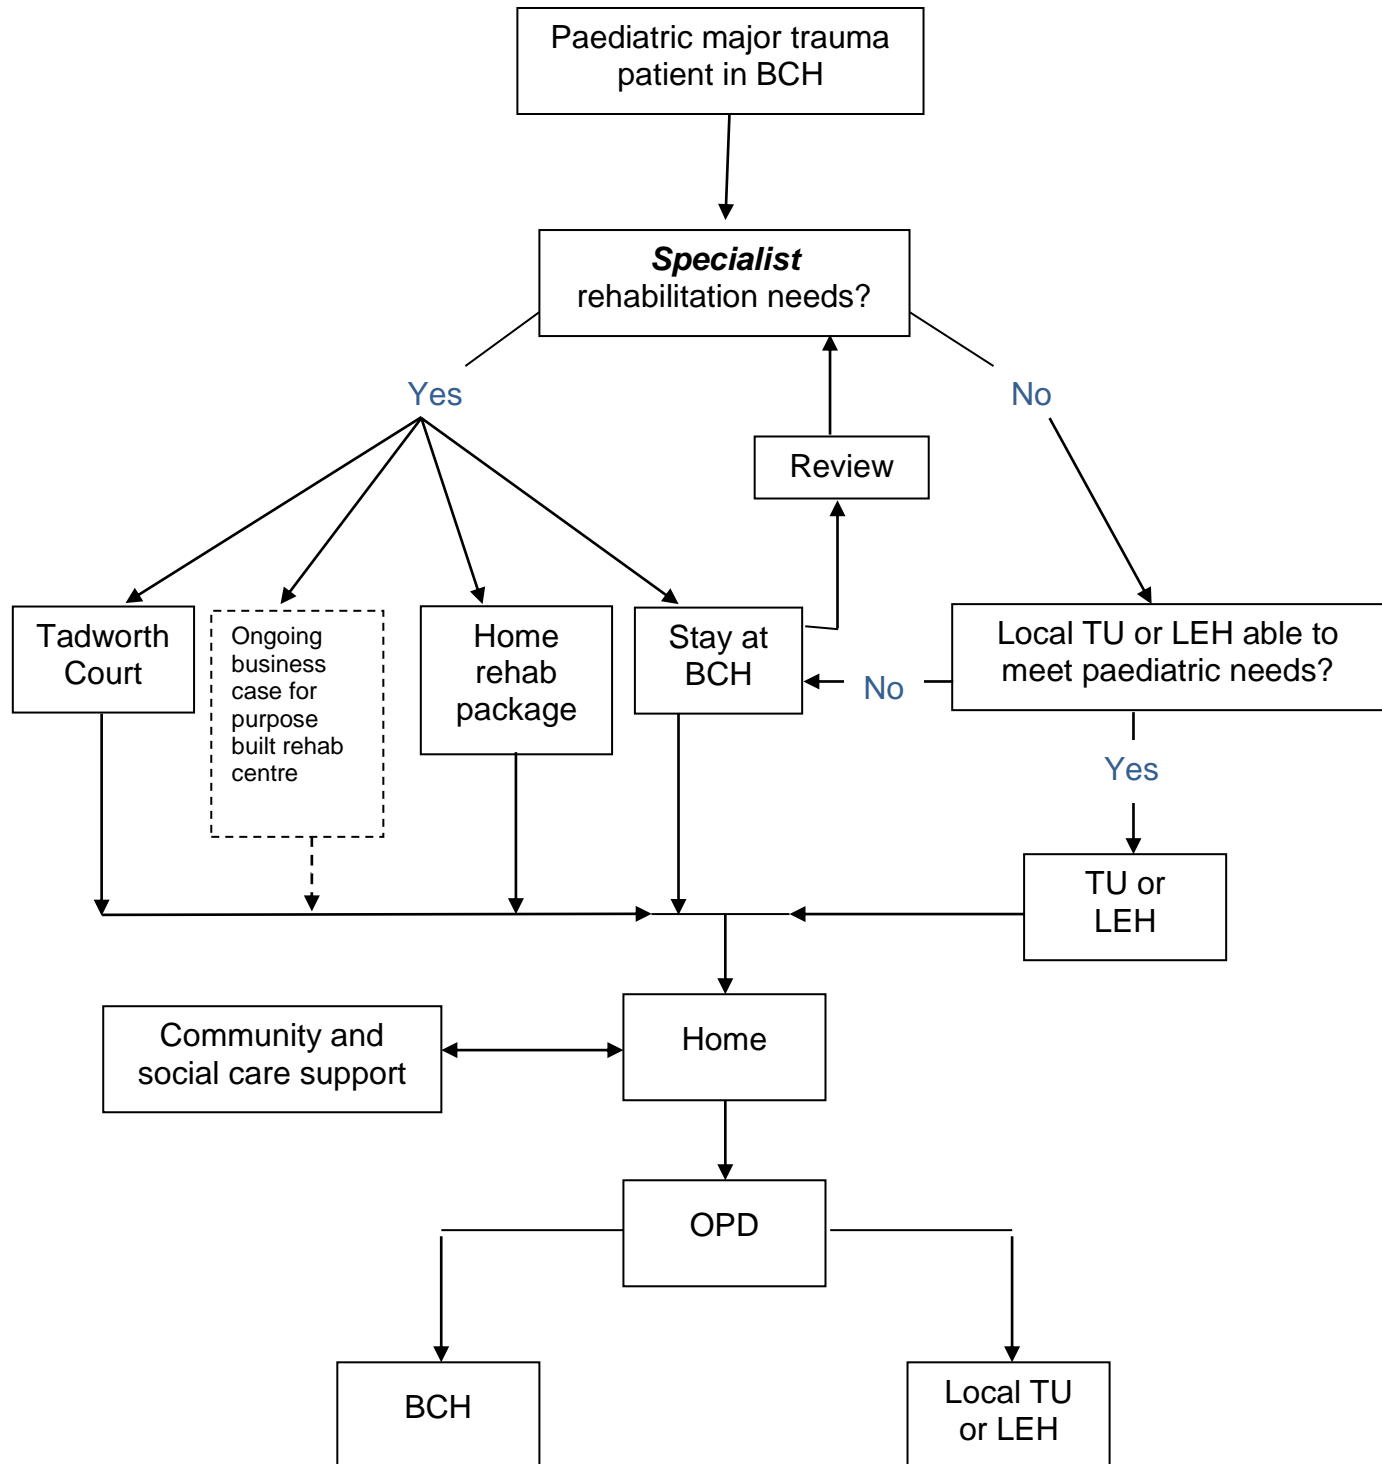 Paediatric major trauma
patient in BCH
Specialist
rehabilitation needs?
Yes
No
Review
Tadworth
Court
Ongoing
business
case for
purpose
built rehab
centre
Home
rehab
package
Stay at
BCH
Local TU or LEH able to
meet paediatric needs?
No
Yes
TU or
LEH
Community and
social care support
Home
OPD
BCH
Local TU
or LEH